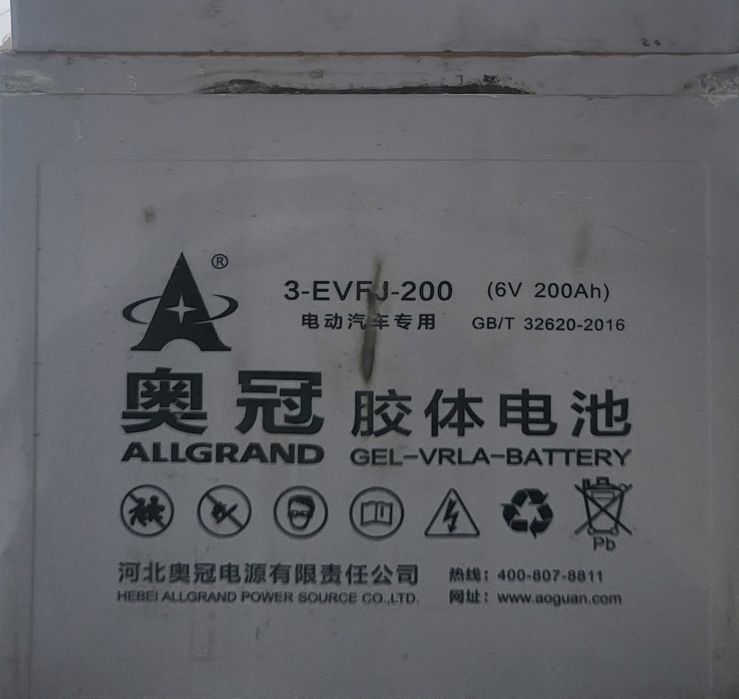 ®
3-EVFJ-200 (6V 200Ah)
电动汽车专用 GB/T 32620-2016
奥冠 胶体电池
ALLGRAND GEL-VRLA-BATTERY
Pb
河北奥冠电源有限责任公司 热线：400-807-8811
HEBEI ALLGRAND POWER SOURCE CO.,LTD. 网址：www.aoguan.com